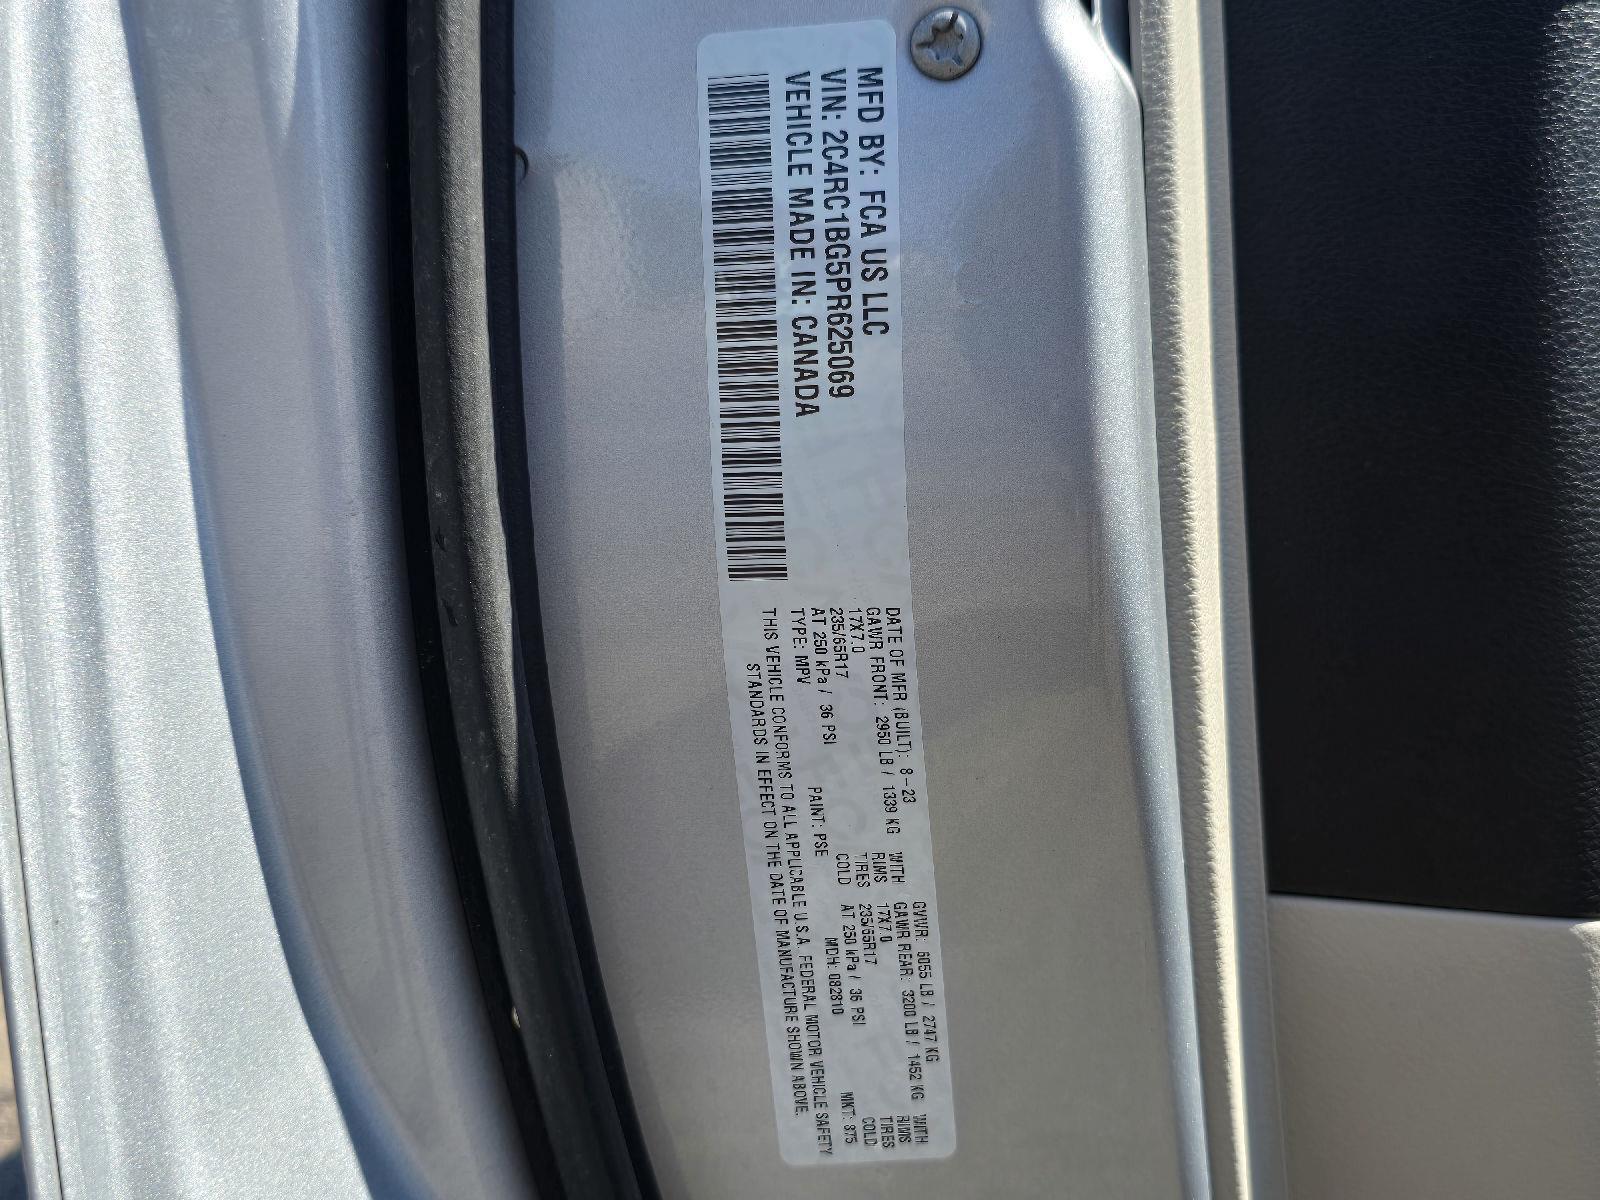 MFD BY: FCA US LLC
VIN: 2C4RC1BG5PR625069
VEHICLE MADE IN: CANADA
DATE OF MFR (BUILT): 8-23 GVWR: 6055 LB / 2747 KG
GAWR FRONT: 2950 LB / 1339 KG WITH GAWR REAR: 3200 LB / 1452 KG WITH
17X7.0 RIMS 17X7.0 RIMS
235/65R17 TIRES 235/65R17 TIRES
AT 250 kPa / 36 PSI COLD AT 250 kPa / 36 PSI COLD
TYPE: MPV PAINT: PSE MDH: 082810 MKT: 875
THIS VEHICLE CONFORMS TO ALL APPLICABLE U.S.A. FEDERAL MOTOR VEHICLE SAFETY
STANDARDS IN EFFECT ON THE DATE OF MANUFACTURE SHOWN ABOVE.